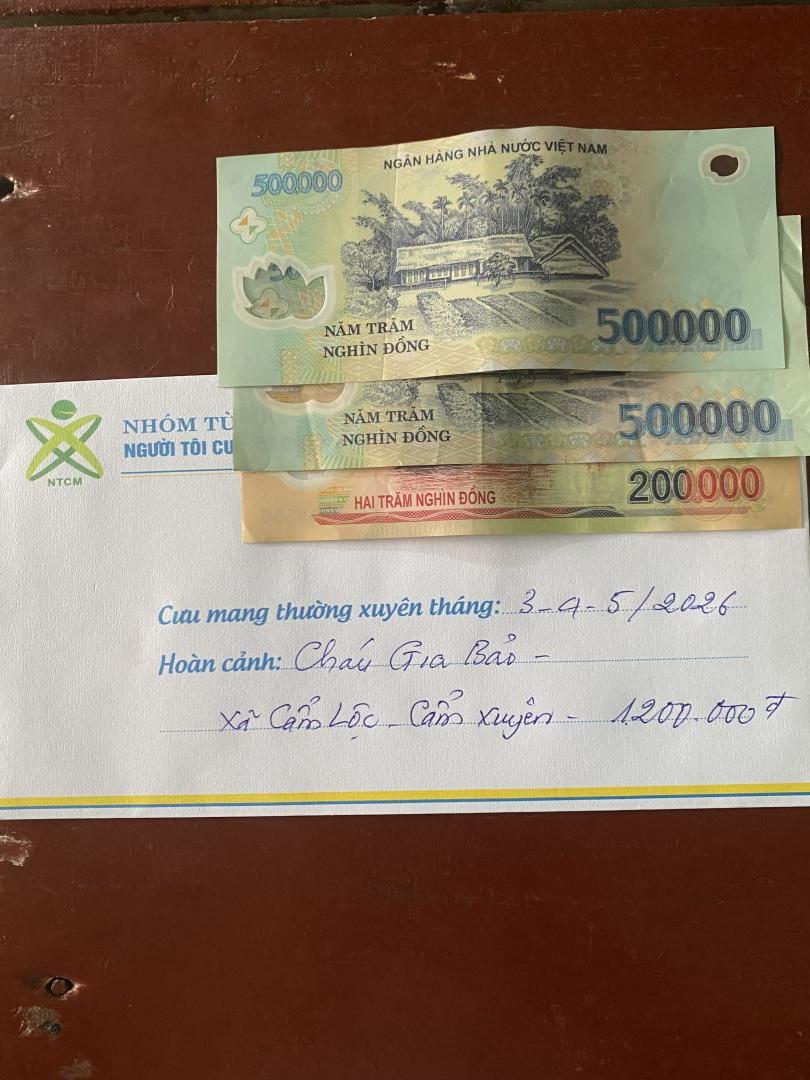 NGÂN HÀNG NHÀ NƯỚC VIỆT NAM
500000
NĂM TRĂM
NGHÌN ĐỒNG
500000
NĂM TRĂM
NGHÌN ĐỒNG
500000
HAI TRĂM NGHÌN ĐỒNG
200000
NTCM
NHÓM TỪ
NGƯỜI TÔI CƯ
Cưu mang thường xuyên tháng: 3-4-5/2026
Hoàn cảnh: Cháu Gia Bảo -
Xã Cẩm Lộc - Cẩm Xuyên - 1.200.000đ